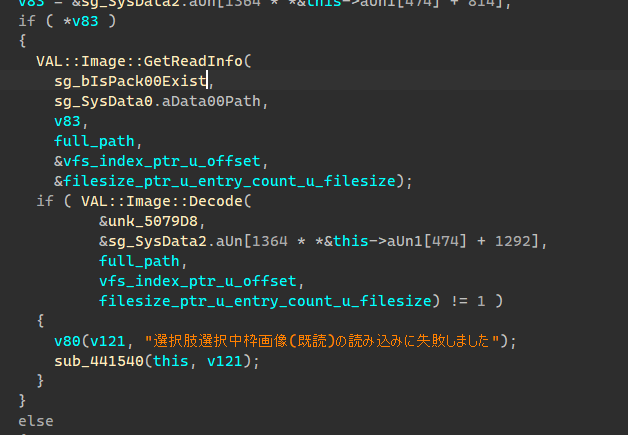 v83 = &sg_SysData2.aUn[1364 * *&this->aUn1[474] + 814];
if ( *v83 )
{
VAL::Image::GetReadInfo(
sg_bIsPack00Exist,
sg_SysData0.aData00Path,
v83,
full_path,
&vfs_index_ptr_u_offset,
&filesize_ptr_u_entry_count_u_filesize);
if ( VAL::Image::Decode(
&unk_5079D8,
&sg_SysData2.aUn[1364 * *&this->aUn1[474] + 1292],
full_path,
vfs_index_ptr_u_offset,
filesize_ptr_u_entry_count_u_filesize) != 1 )
{
v80(v121, "選択肢選択中枠画像(既読)の読み込みに失敗しました");
sub_441540(this, v121);
}
}
else